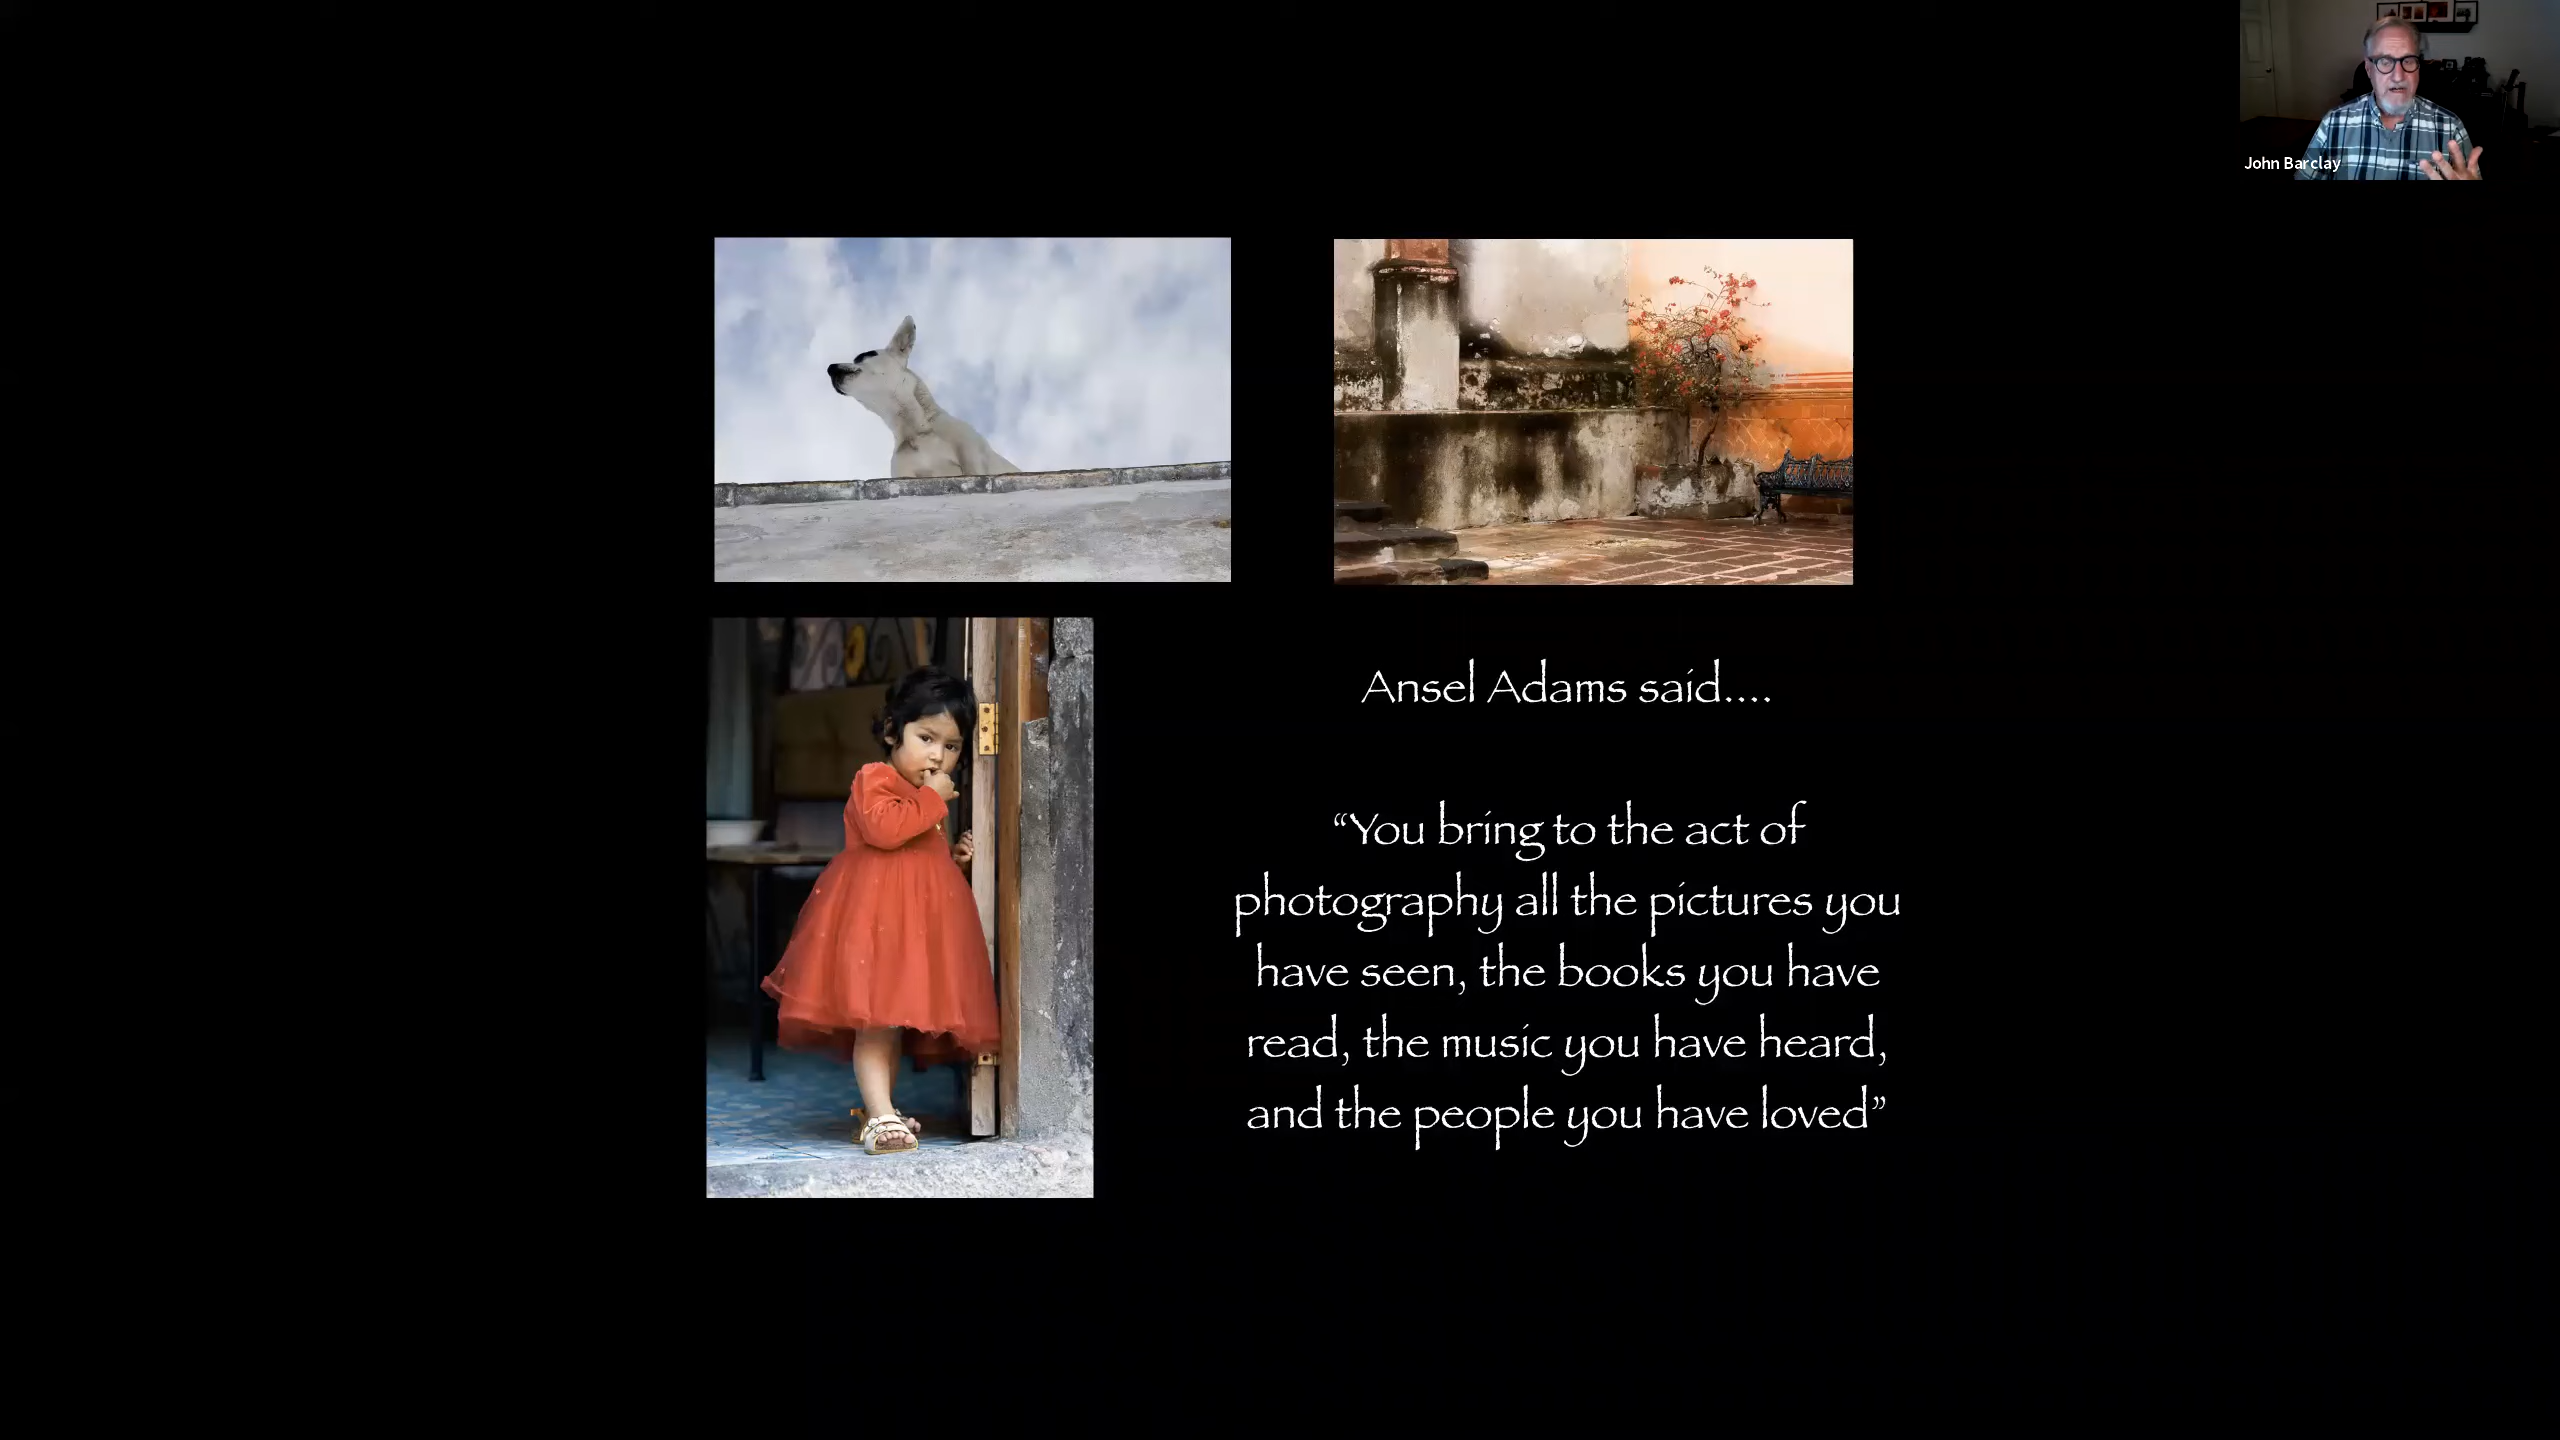 John Barclay
Ansel Adams said....
“You bring to the act of
photography all the pictures you
have seen, the books you have
read, the music you have heard,
and the people you have loved”